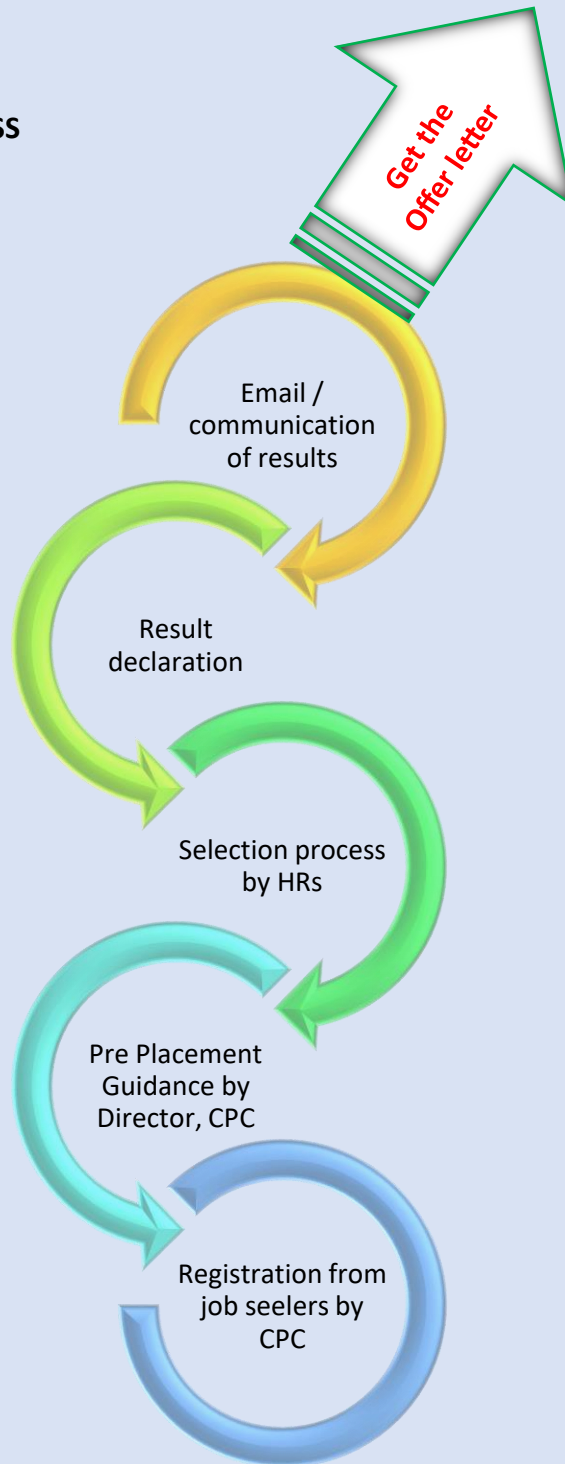 ss
Get the
Offer letter
Email /
communication
of results
Result
declaration
Selection process
by HRs
Pre Placement
Guidance by
Director, CPC
Registration from
job seelers by
CPC